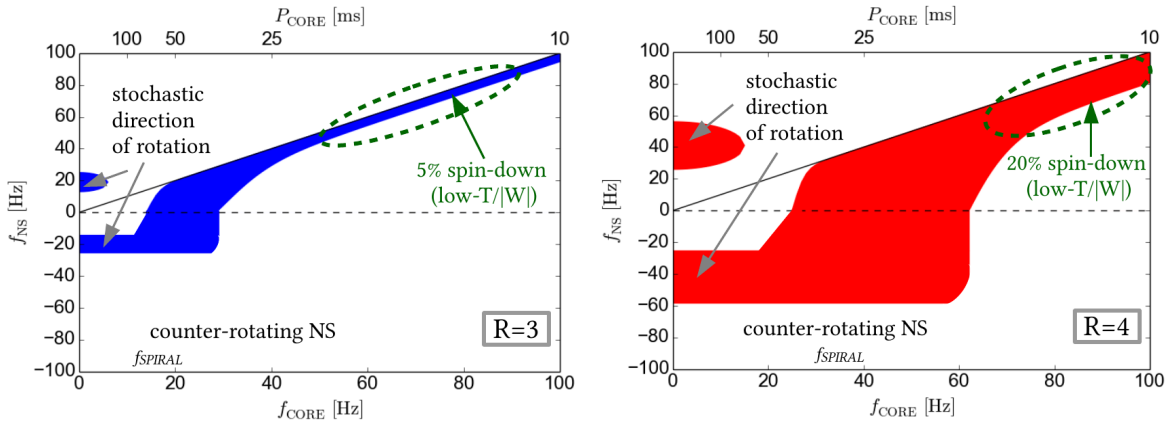 P_CORE [ms]
100 50 25 10
100
80
60
40
20
0
−20
−40
−60
−80
−100
f_NS [Hz]
stochastic
direction
of rotation
5% spin-down
(low-T/|W|)
counter-rotating NS
R=3
f_SPIRAL
0 20 40 60 80 100
f_CORE [Hz]
P_CORE [ms]
100 50 25 10
100
80
60
40
20
0
−20
−40
−60
−80
−100
f_NS [Hz]
stochastic
direction
of rotation
20% spin-down
(low-T/|W|)
counter-rotating NS
R=4
f_SPIRAL
0 20 40 60 80 100
f_CORE [Hz]